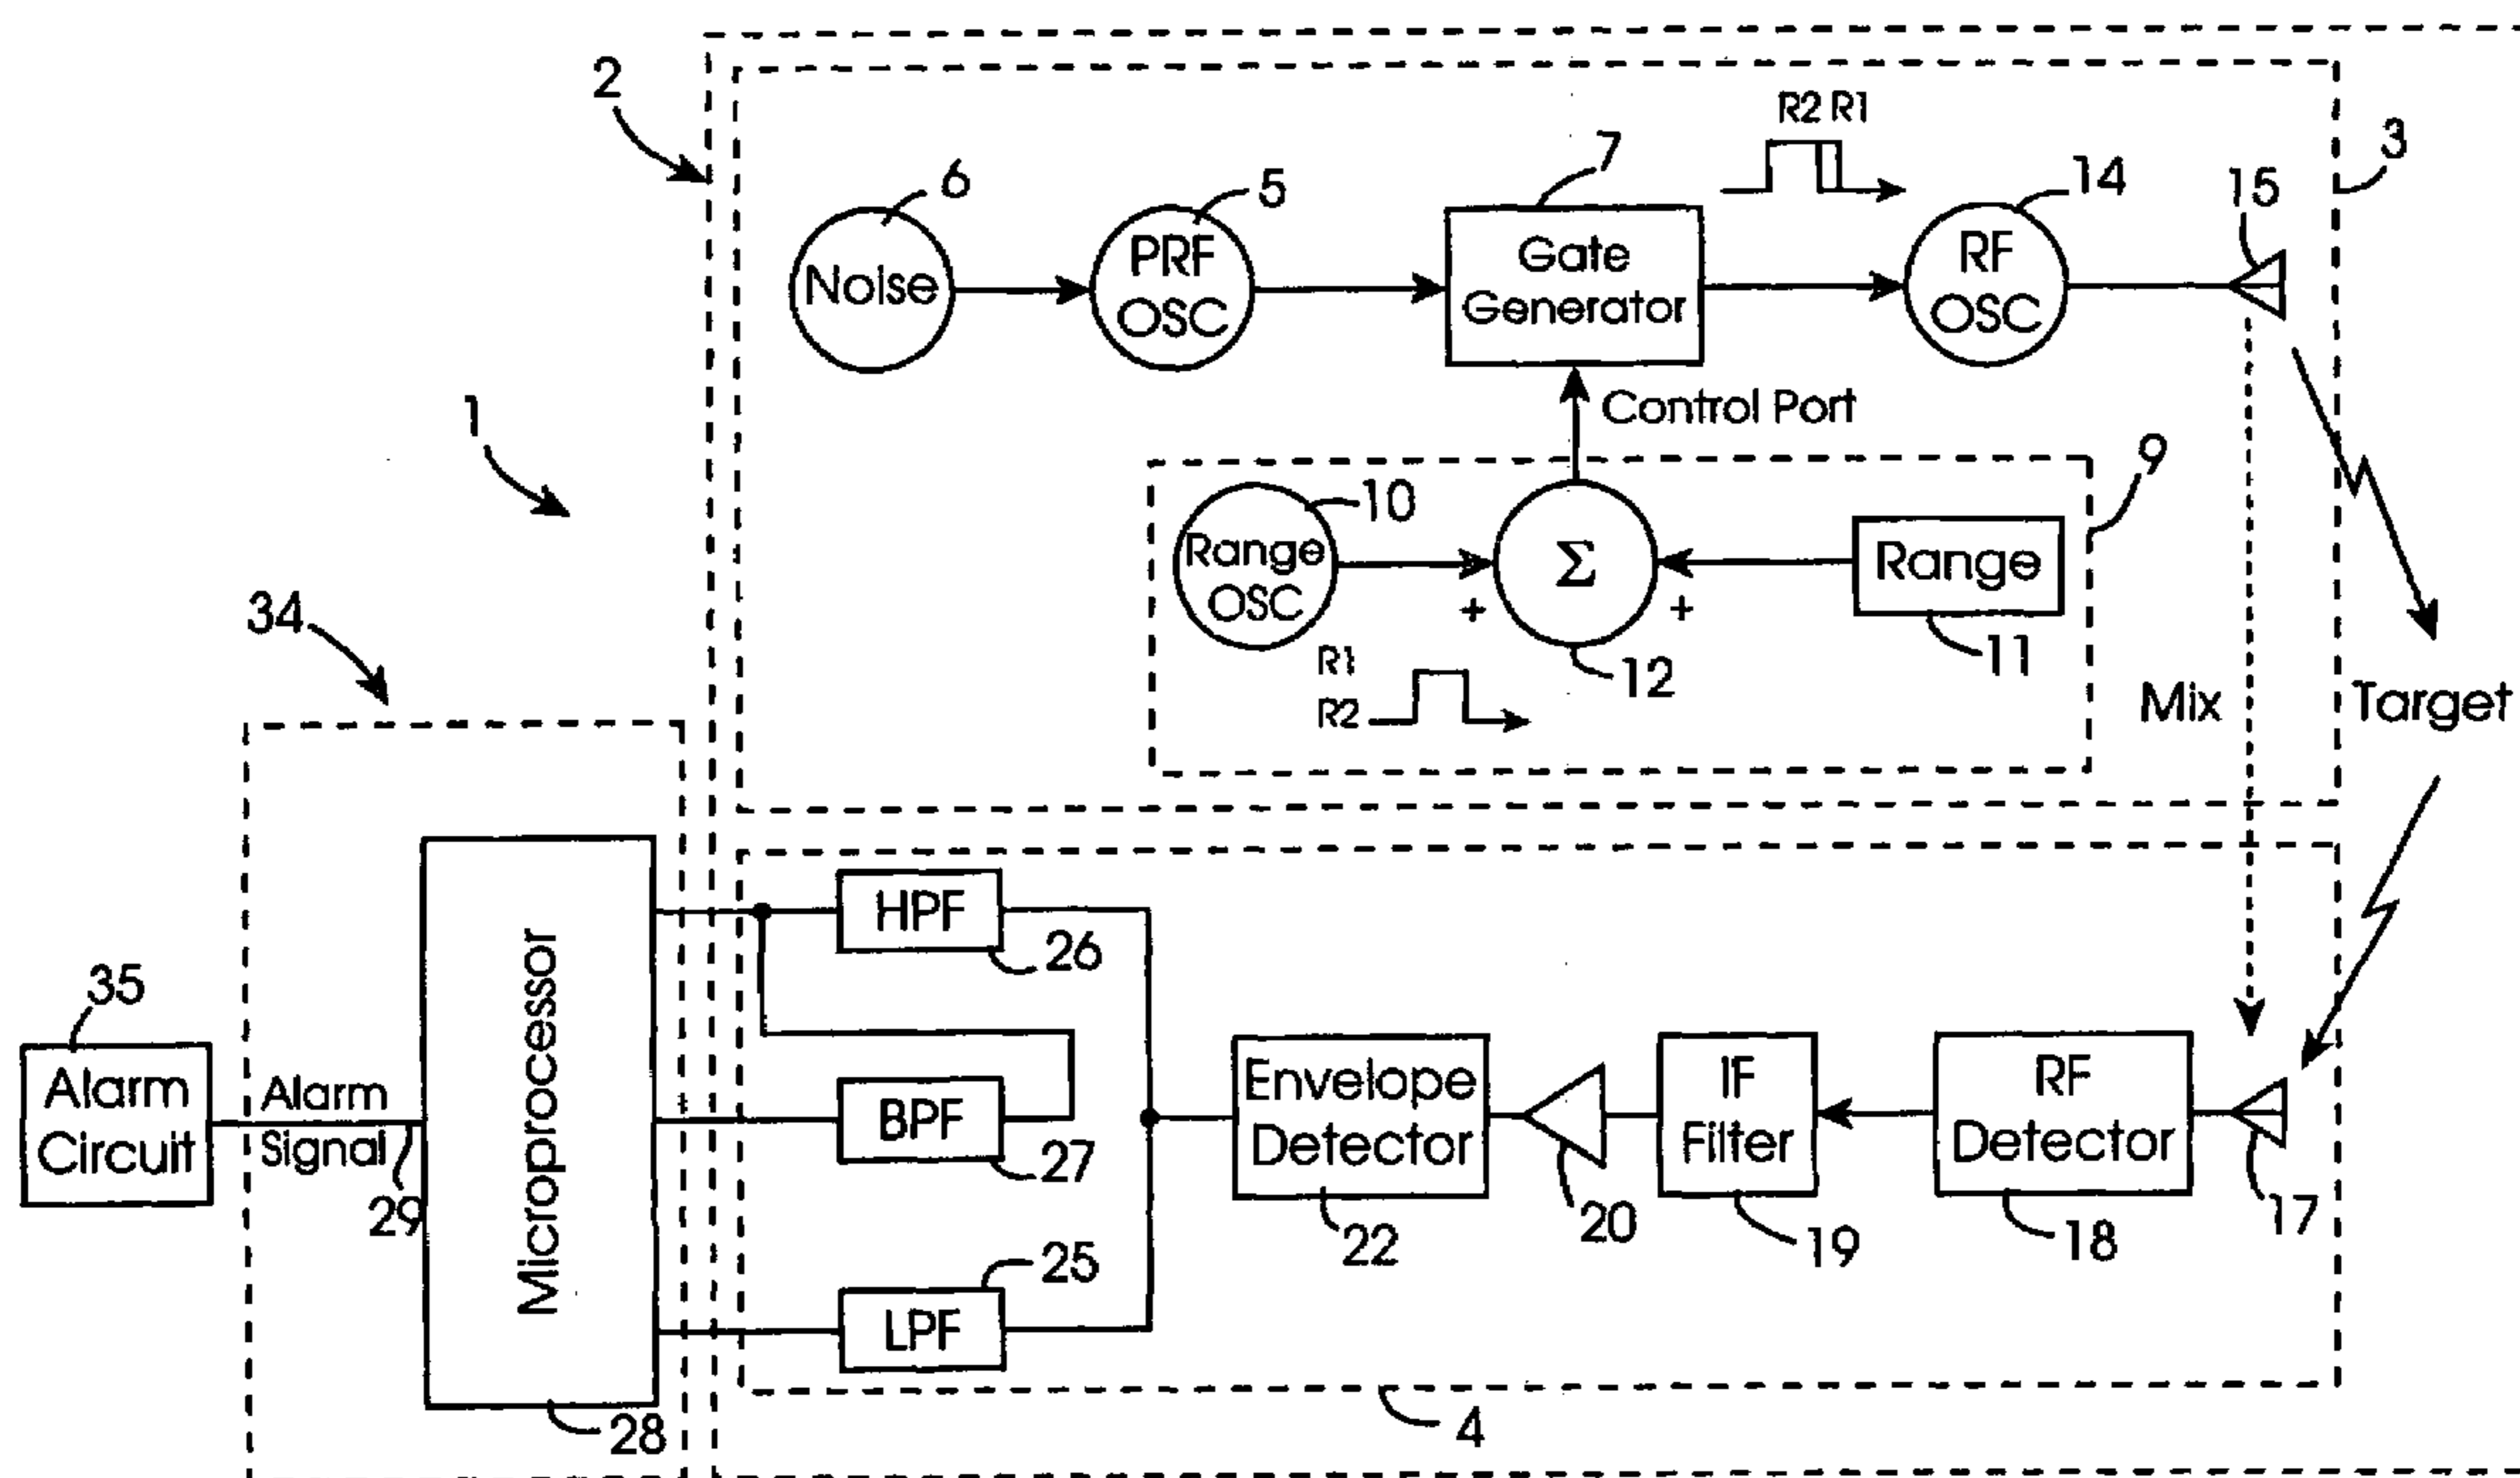 2
R2 R1
3
6
5
7
14
15
Noise
PRF
OSC
Gate
Generator
RF
OSC
1
Control Port
9
10
Range
OSC
Σ
Range
+
+
34
R1
R2
12
11
Mix
Target
HPF
26
35
Alarm
Circuit
Alarm
Signal
29
Microprocessor
BPF
27
Envelope
Detector
22
20
IF
Filter
19
RF
Detector
18
17
25
LPF
28
4